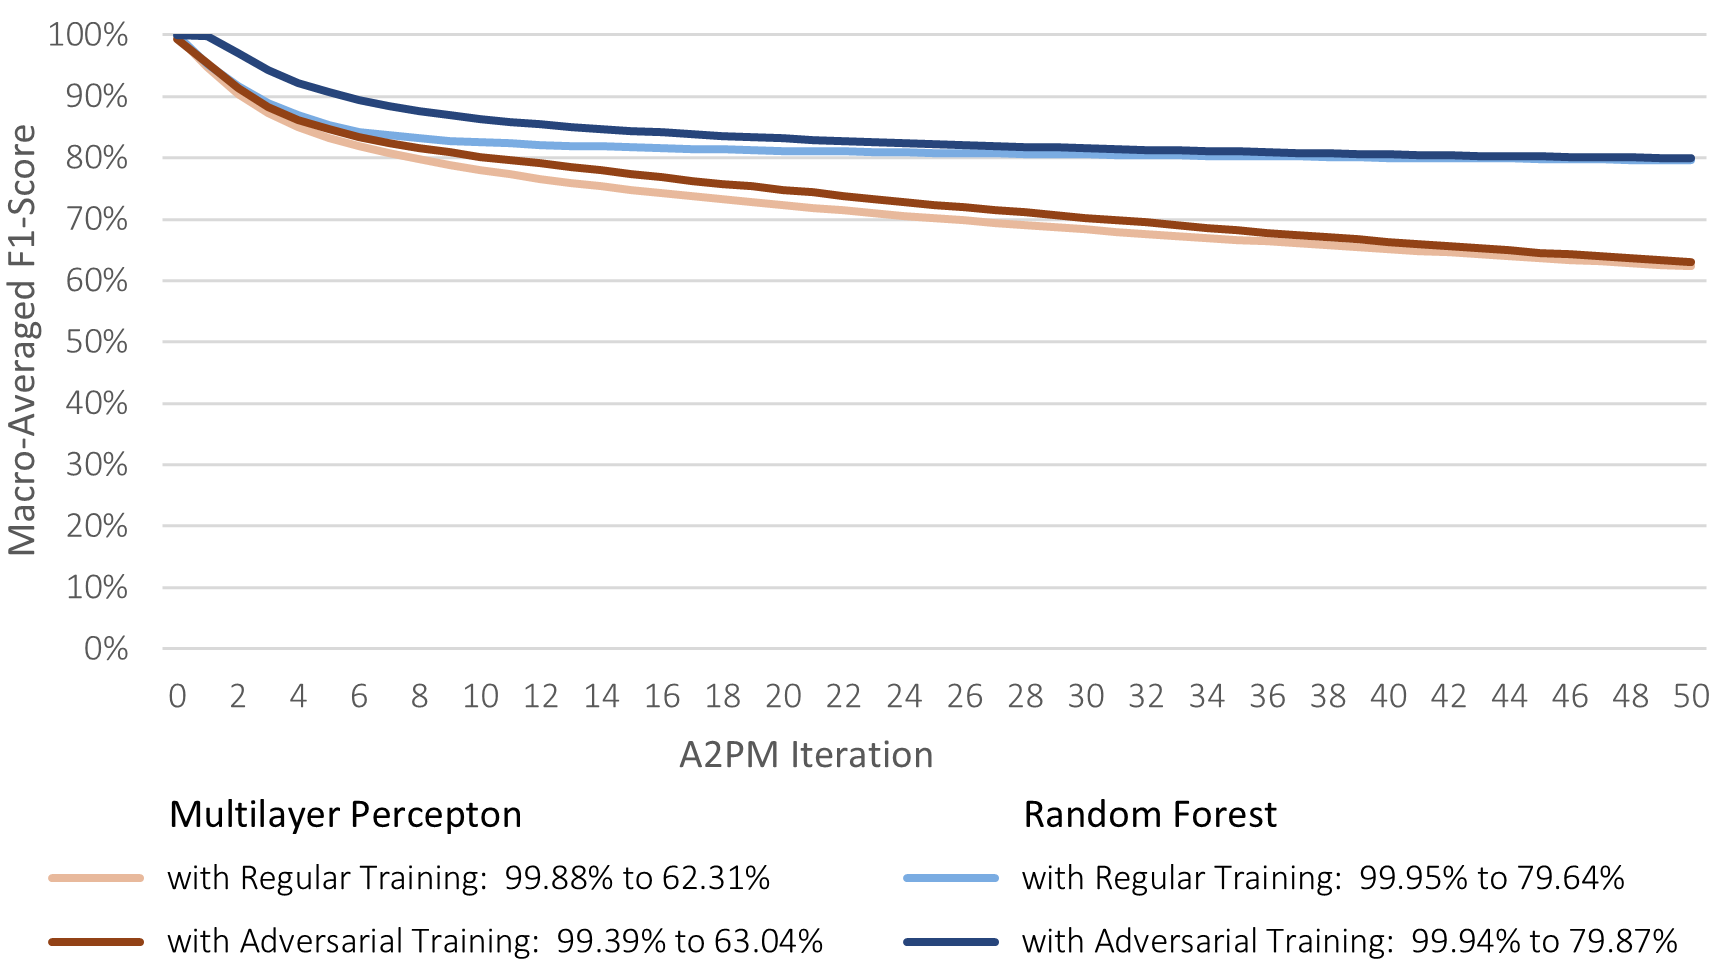 Macro-Averaged F1-Score
100%
90%
80%
70%
60%
50%
40%
30%
20%
10%
0%
0 2 4 6 8 10 12 14 16 18 20 22 24 26 28 30 32 34 36 38 40 42 44 46 48 50
A2PM Iteration
Multilayer Percepton
with Regular Training: 99.88% to 62.31%
with Adversarial Training: 99.39% to 63.04%
Random Forest
with Regular Training: 99.95% to 79.64%
with Adversarial Training: 99.94% to 79.87%